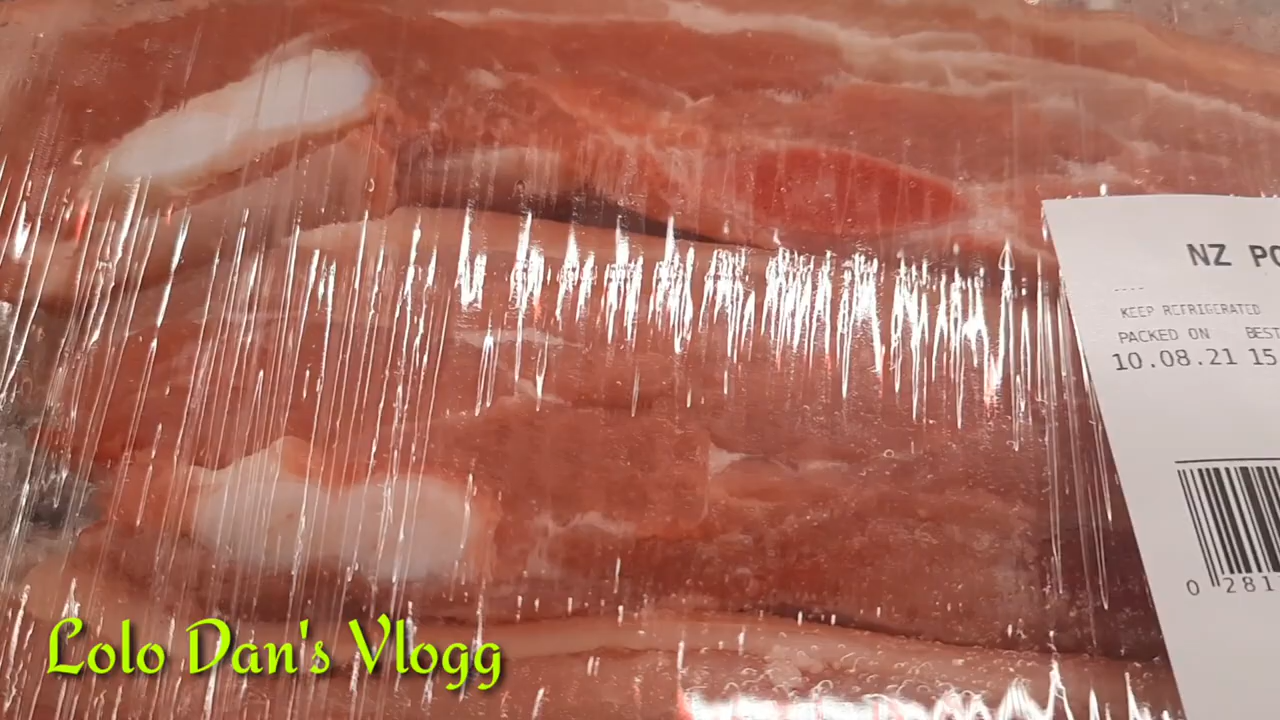 NZ PO
----
KEEP REFRIGERATED
PACKED ON BEST
10.08.21 15
0 281
Lolo Dan's Vlogg